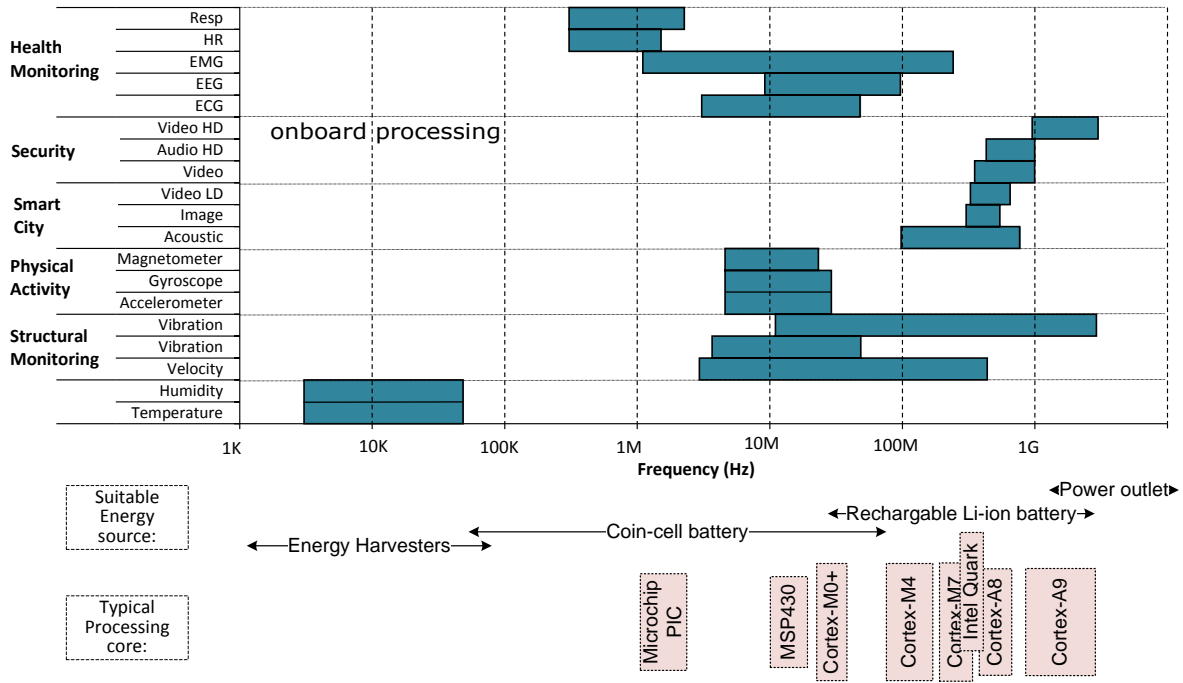 Health
Monitoring
Resp
HR
EMG
EEG
ECG
Security
Video HD
Audio HD
Video
onboard processing
Smart
City
Video LD
Image
Acoustic
Physical
Activity
Magnetometer
Gyroscope
Accelerometer
Structural
Monitoring
Vibration
Vibration
Velocity
Humidity
Temperature
1K
10K
100K
1M
10M
100M
1G
Frequency (Hz)
Suitable
Energy
source:
Power outlet
Rechargable Li-ion battery
Coin-cell battery
Energy Harvesters
Typical
Processing
core:
Microchip
PIC
MSP430
Cortex-M0+
Cortex-M4
Cortex-M7
Intel Quark
Cortex-A8
Cortex-A9